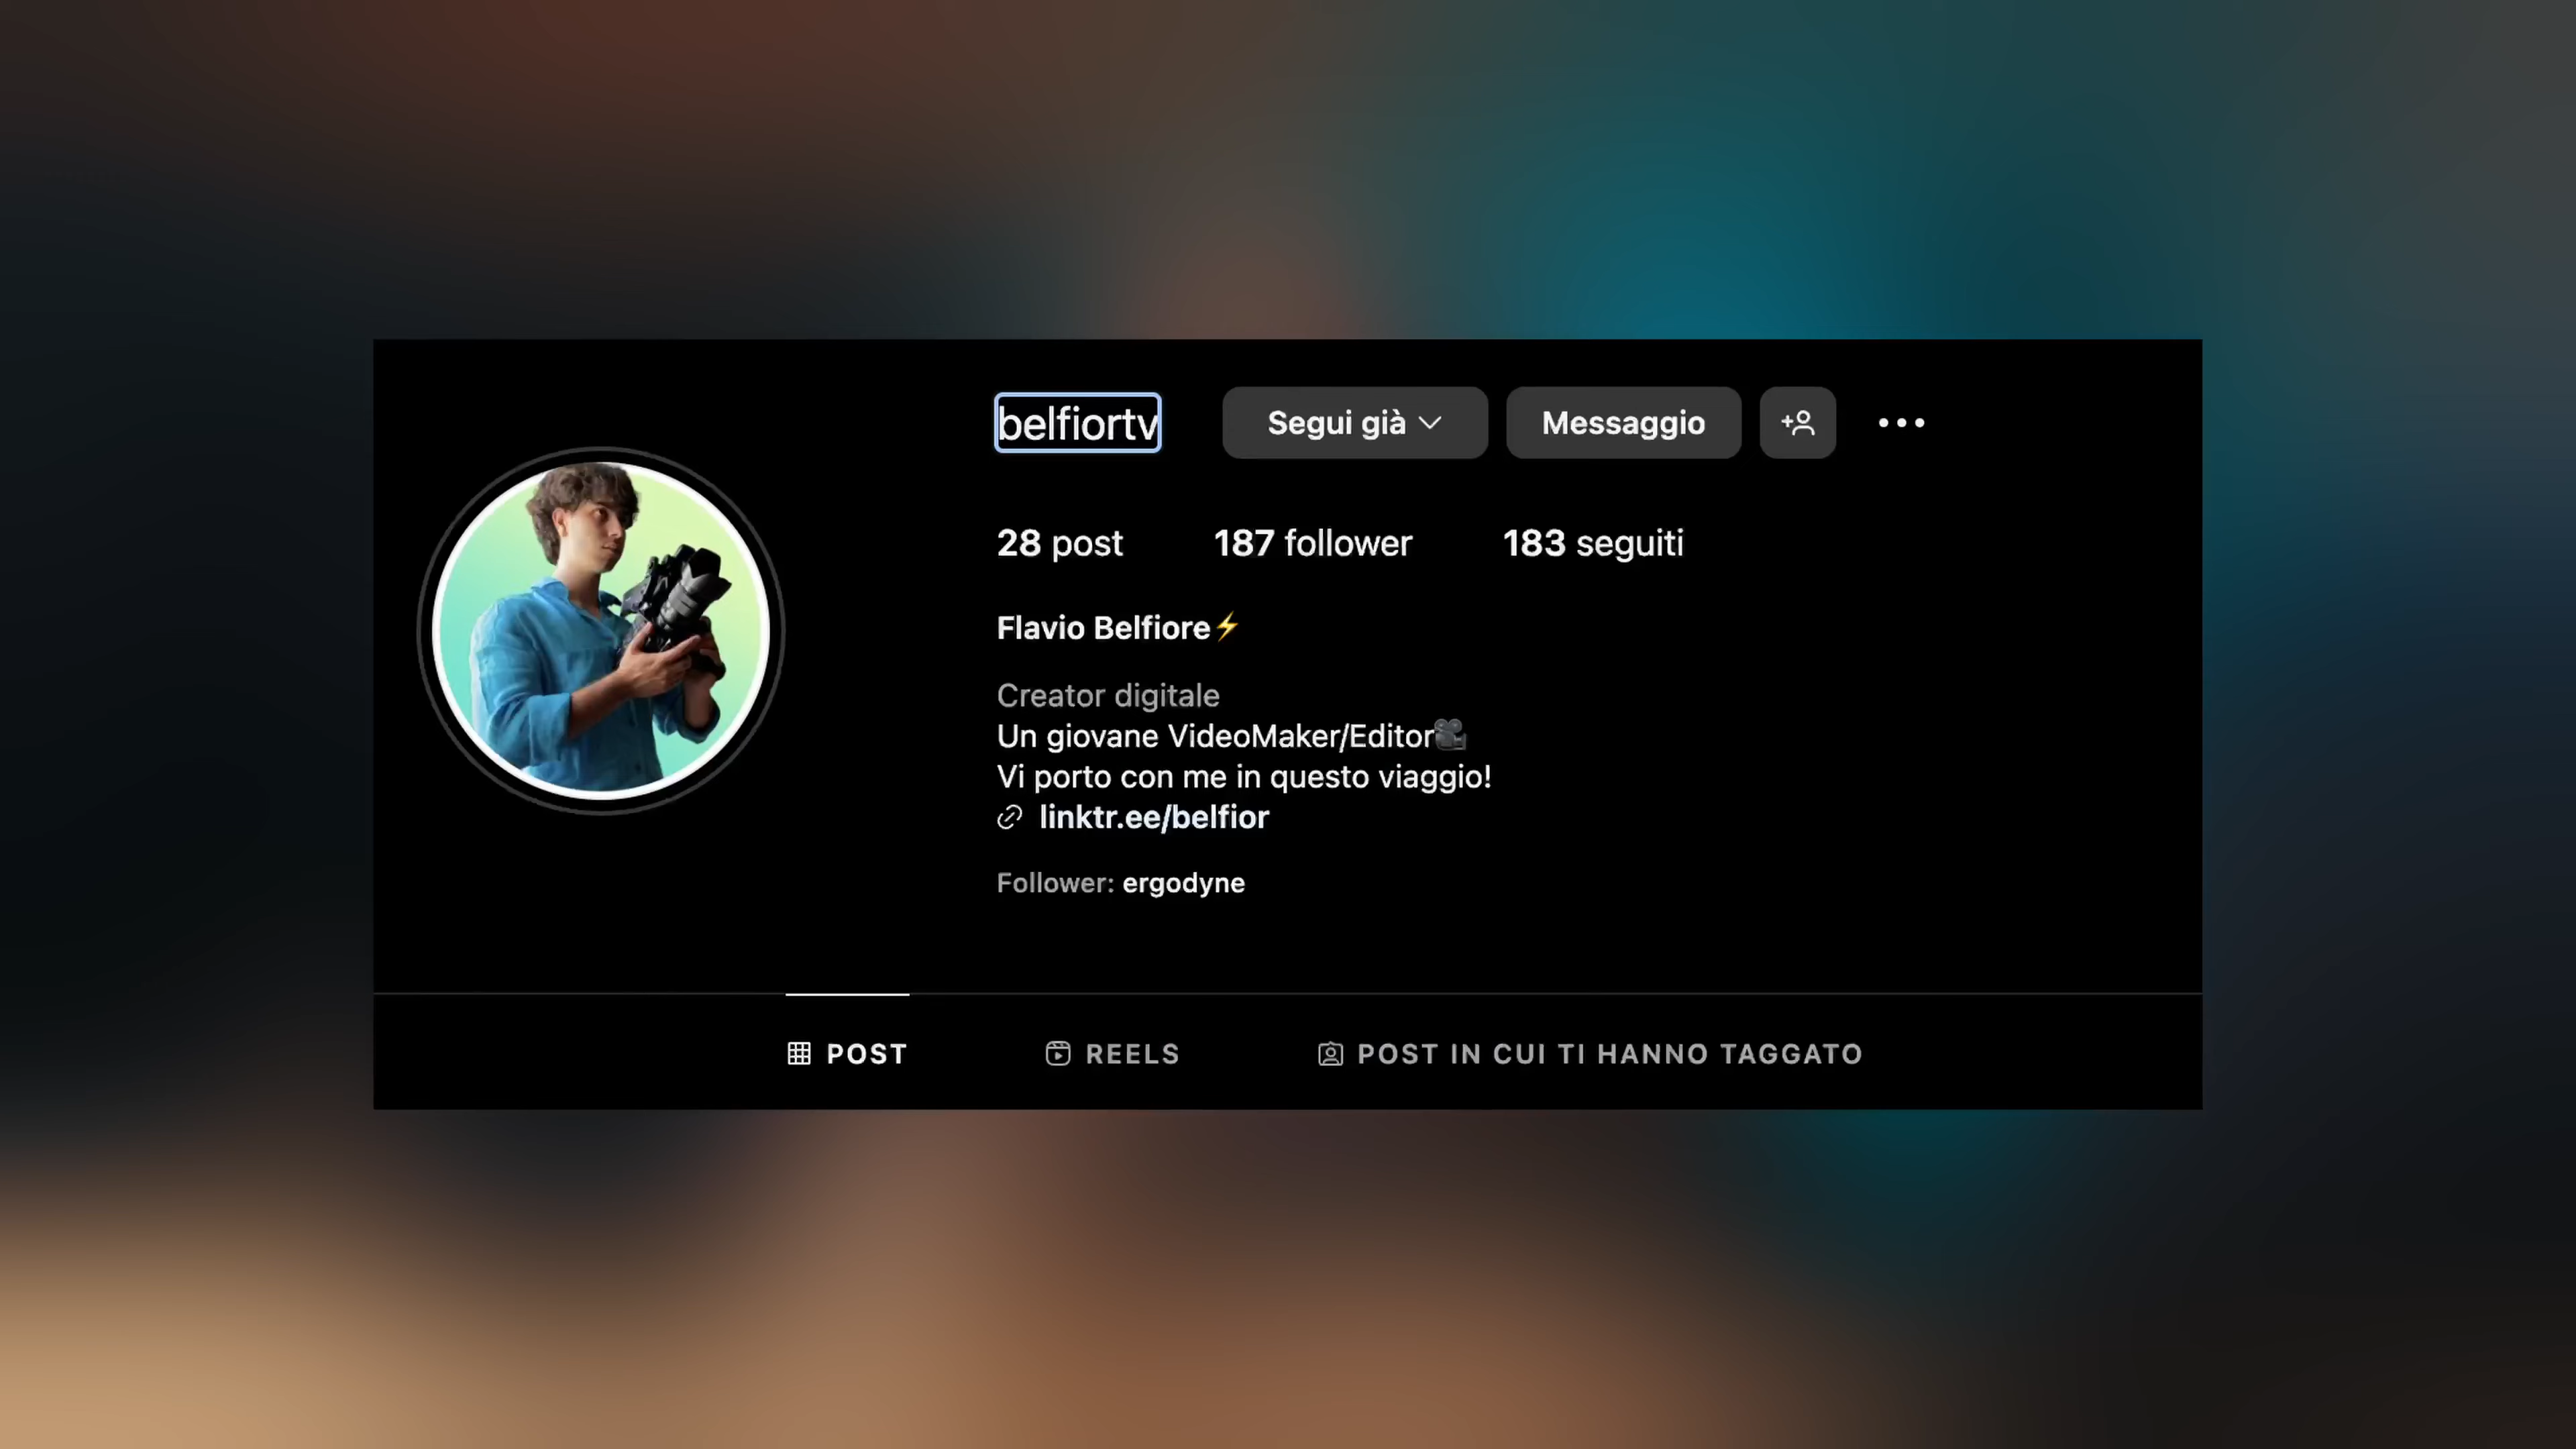 belfiortv Segui già Messaggio
28 post 187 follower 183 seguiti
Flavio Belfiore⚡
Creator digitale
Un giovane VideoMaker/Editor🎥
Vi porto con me in questo viaggio!
linktr.ee/belfior
Follower: ergodyne
POST REELS POST IN CUI TI HANNO TAGGATO